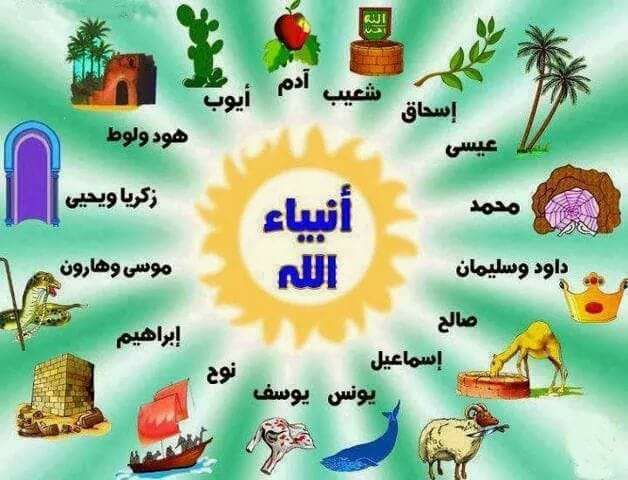 أنبياء
الله
آدم
شعيب
إسحاق
عيسى
محمد
داود وسليمان
صالح
إسماعيل
يونس
يوسف
نوح
إبراهيم
موسى وهارون
زكريا ويحيى
هود ولوط
أيوب
الله